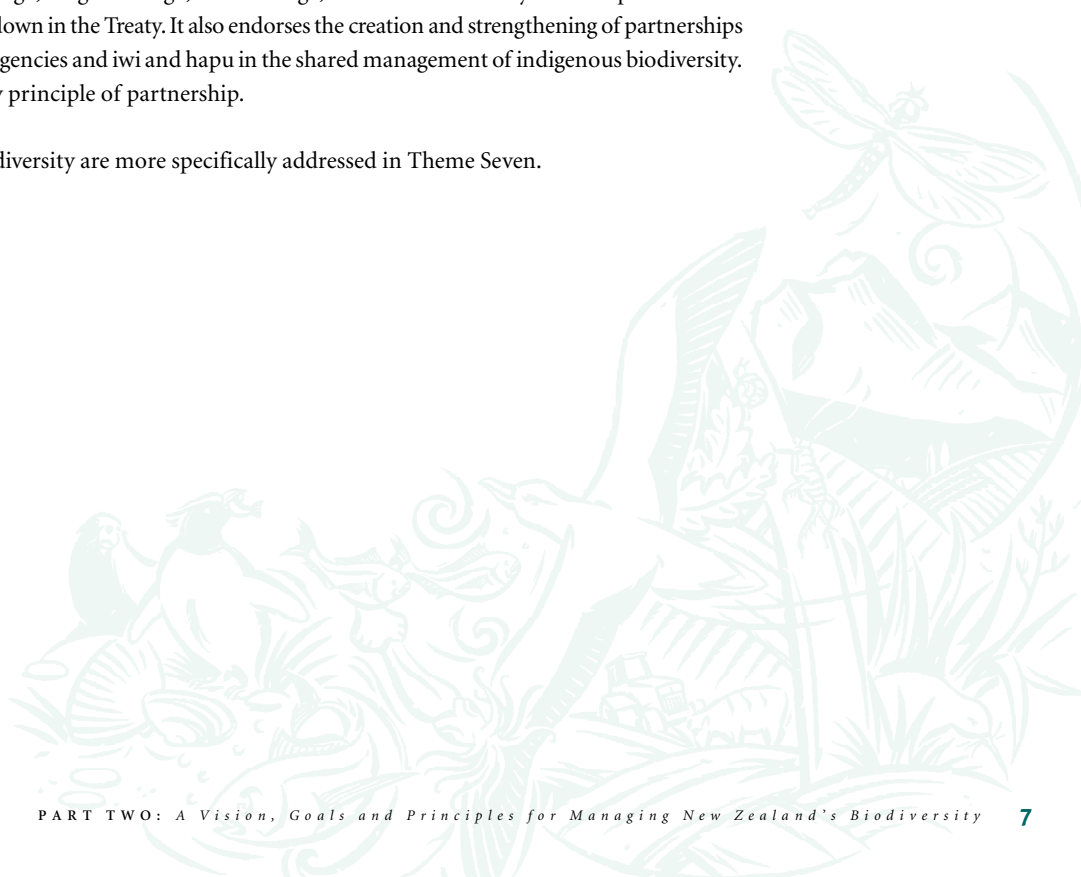 down in the Treaty. It also endorses the creation and strengthening of partnerships
gencies and iwi and hapu in the shared management of indigenous biodiversity.
principle of partnership.
diversity are more specifically addressed in Theme Seven.
PART TWO: A Vision, Goals and Principles for Managing New Zealand's Biodiversity 7